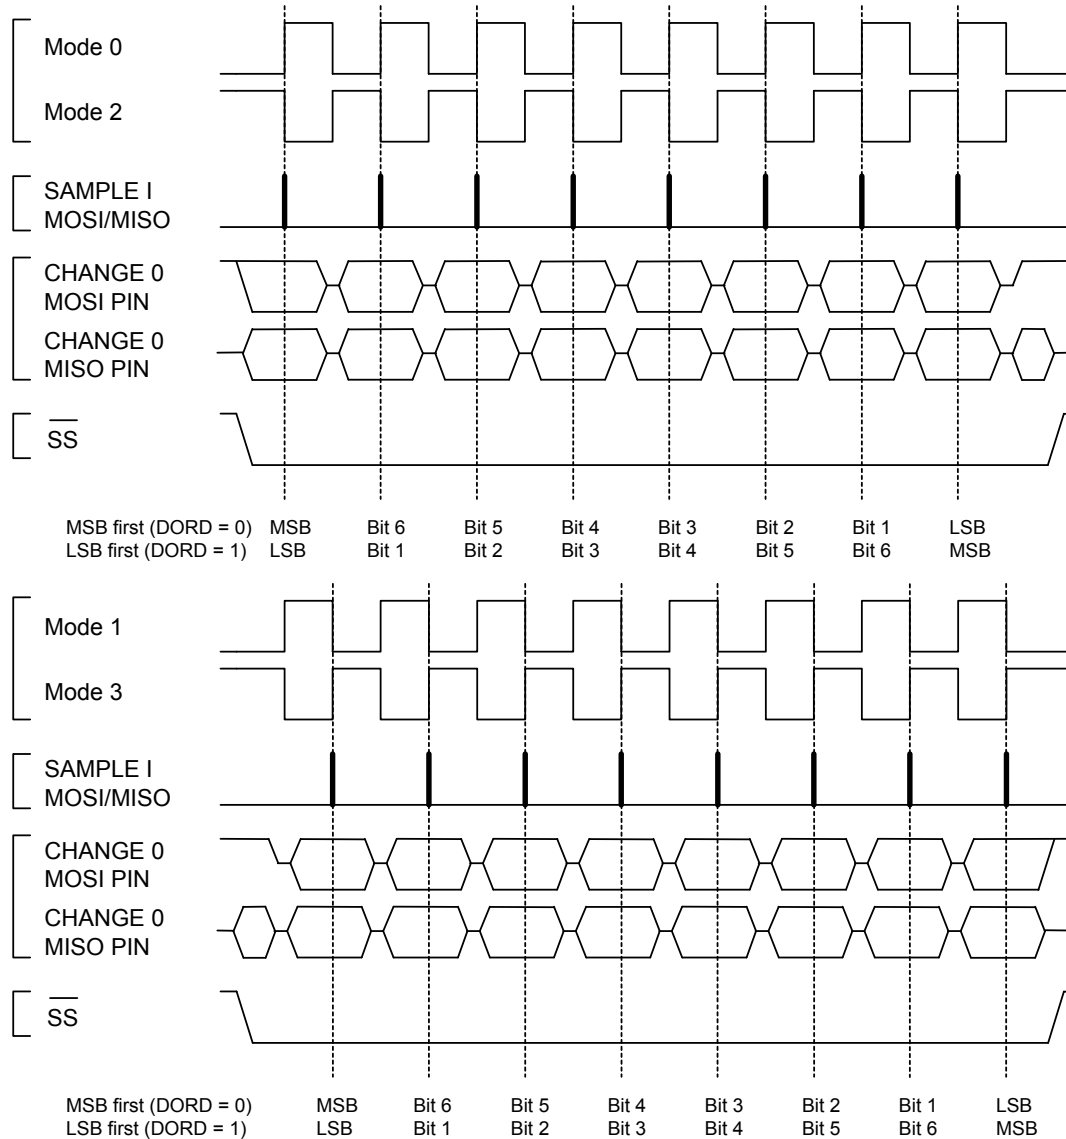 Mode 0
Mode 2
SAMPLE I
MOSI/MISO
CHANGE 0
MOSI PIN
CHANGE 0
MISO PIN
SS
MSB first (DORD = 0) MSB Bit 6 Bit 5 Bit 4 Bit 3 Bit 2 Bit 1 LSB
LSB first (DORD = 1) LSB Bit 1 Bit 2 Bit 3 Bit 4 Bit 5 Bit 6 MSB
Mode 1
Mode 3
SAMPLE I
MOSI/MISO
CHANGE 0
MOSI PIN
CHANGE 0
MISO PIN
SS
MSB first (DORD = 0) MSB Bit 6 Bit 5 Bit 4 Bit 3 Bit 2 Bit 1 LSB
LSB first (DORD = 1) LSB Bit 1 Bit 2 Bit 3 Bit 4 Bit 5 Bit 6 MSB